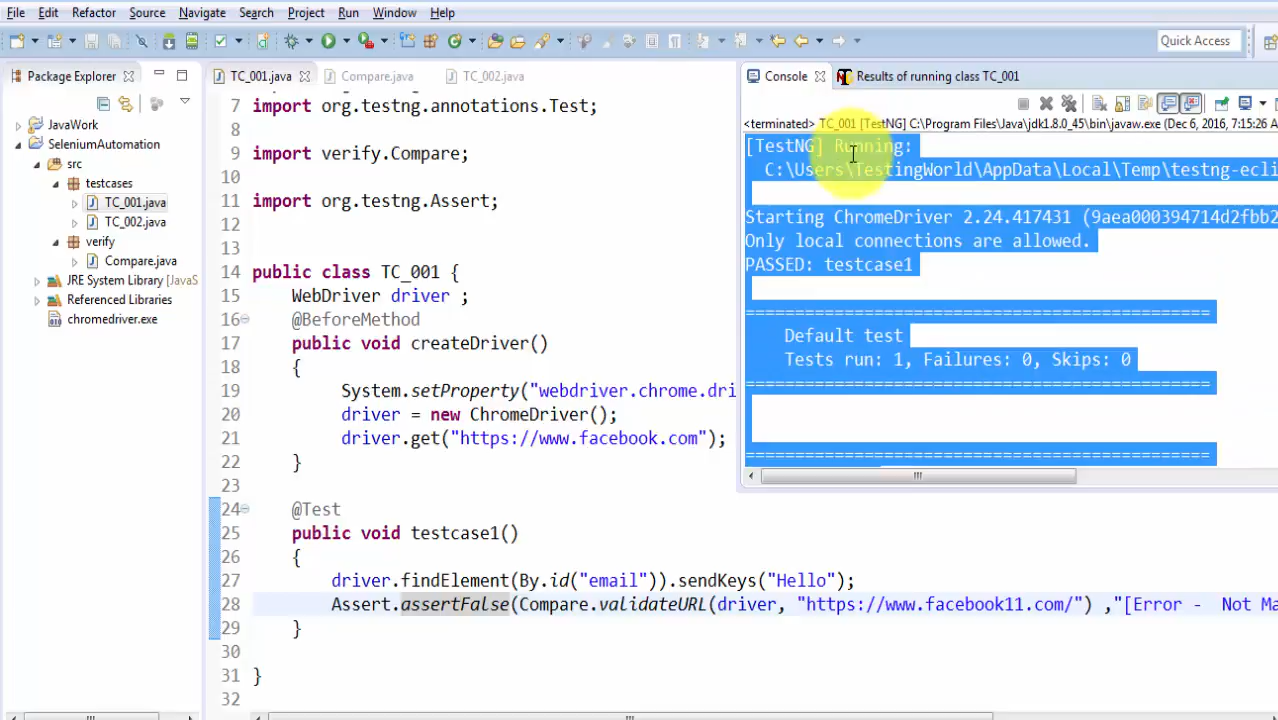 File Edit Refactor Source Navigate Search Project Run Window Help
Quick Access
Package Explorer
TC_001.java
Compare.java
TC_002.java
Console
Results of running class TC_001
JavaWork
SeleniumAutomation
src
testcases
TC_001.java
TC_002.java
verify
Compare.java
JRE System Library [JavaS
Referenced Libraries
chromedriver.exe
7 import org.testng.annotations.Test;
8
9 import verify.Compare;
10
11 import org.testng.Assert;
12
13
14 public class TC_001 {
15 WebDriver driver ;
16 @BeforeMethod
17 public void createDriver()
18 {
19 System.setProperty("webdriver.chrome.dri
20 driver = new ChromeDriver();
21 driver.get("https://www.facebook.com");
22 }
23
24 @Test
25 public void testcase1()
26 {
27 driver.findElement(By.id("email")).sendKeys("Hello");
28 Assert.assertFalse(Compare.validateURL(driver, "https://www.facebook11.com/") ,"[Error - Not Ma
29 }
30
31 }
32
<terminated> TC_001 [TestNG] C:\Program Files\Java\jdk1.8.0_45\bin\javaw.exe (Dec 6, 2016, 7:15:26 A
[TestNG] Running:
C:\Users\TestingWorld\AppData\Local\Temp\testng-ecli
Starting ChromeDriver 2.24.417431 (9aea000394714d2fbb2
Only local connections are allowed.
PASSED: testcase1
===============================================
Default test
Tests run: 1, Failures: 0, Skips: 0
===============================================
===============================================